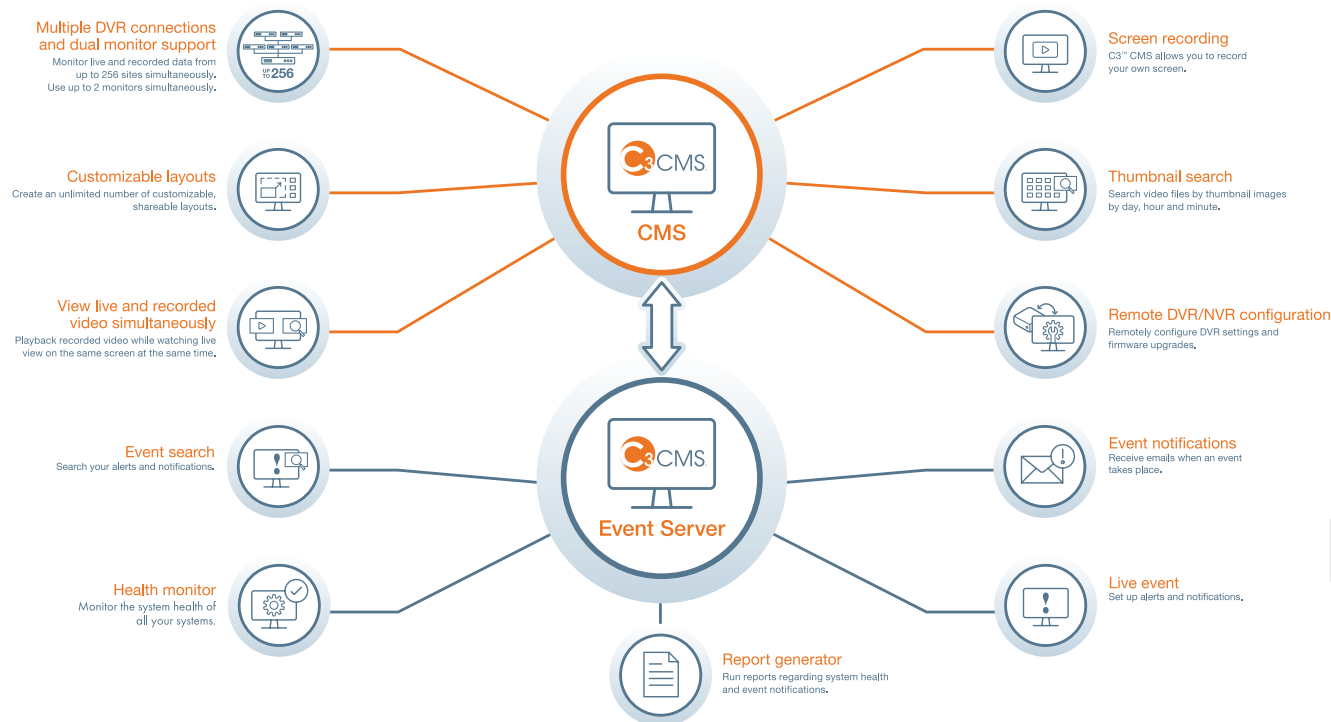 Multiple DVR connections
and dual monitor support
Monitor live and recorded data from
up to 256 sites simultaneously.
Use up to 2 monitors simultaneously.
UP
TO 256
Customizable layouts
Create an unlimited number of customizable,
shareable layouts.
View live and recorded
video simultaneously
Playback recorded video while watching live
view on the same screen at the same time.
Event search
Search your alerts and notifications.
Health monitor
Monitor the system health of
all your systems.
C3 CMS
CMS
C3 CMS
Event Server
Report generator
Run reports regarding system health
and event notifications.
Screen recording
C3™ CMS allows you to record
your own screen.
Thumbnail search
Search video files by thumbnail images
by day, hour and minute.
Remote DVR/NVR configuration
Remotely configure DVR settings and
firmware upgrades.
Event notifications
Receive emails when an event
takes place.
Live event
Set up alerts and notifications.